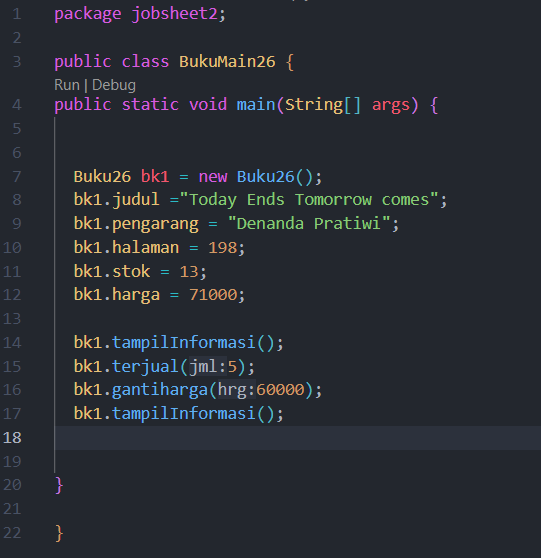 1 package jobsheet2;
2
3 public class BukuMain26 {
Run | Debug
4 public static void main(String[] args) {
5
6
7 Buku26 bk1 = new Buku26();
8 bk1.judul ="Today Ends Tomorrow comes";
9 bk1.pengarang = "Denanda Pratiwi";
10 bk1.halaman = 198;
11 bk1.stok = 13;
12 bk1.harga = 71000;
13
14 bk1.tampilInformasi();
15 bk1.terjual(jml:5);
16 bk1.gantiharga(hrg:60000);
17 bk1.tampilInformasi();
18
19
20 }
21
22 }